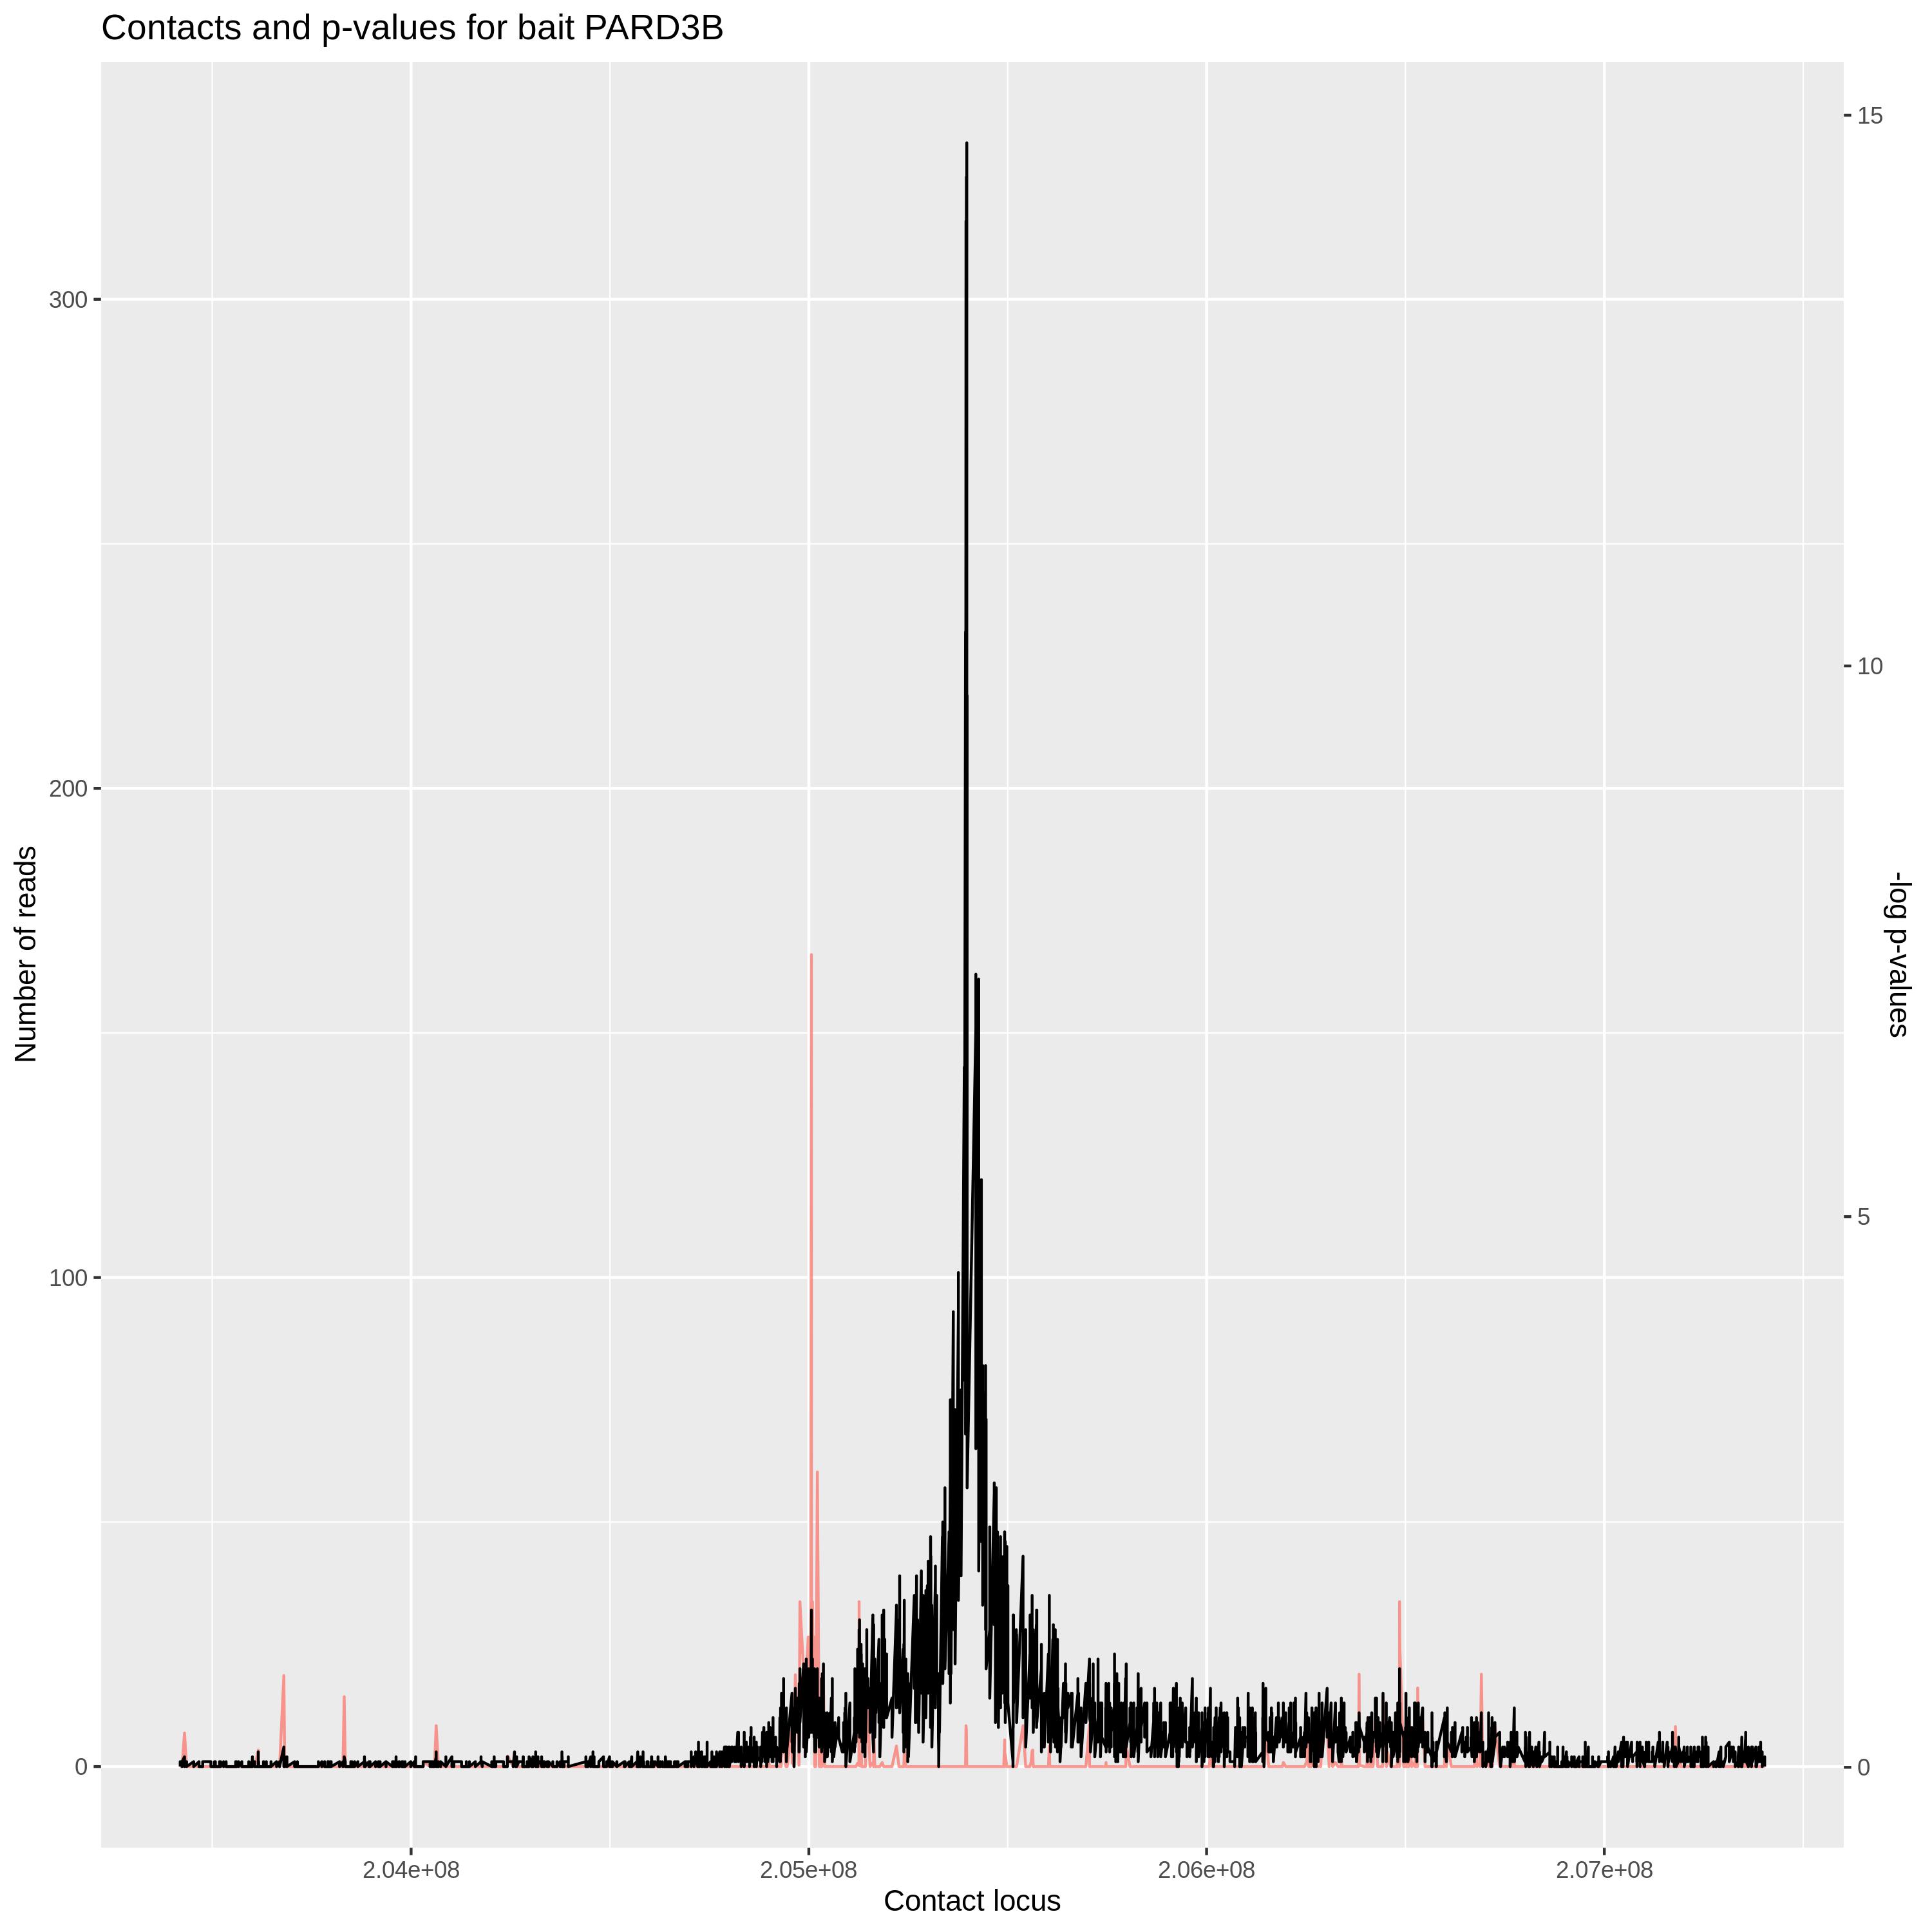 Contacts and p-values for bait PARD3B
300
200
100
0
Number of reads
15
10
5
0
-log p-values
2.04e+08
2.05e+08
2.06e+08
2.07e+08
Contact locus